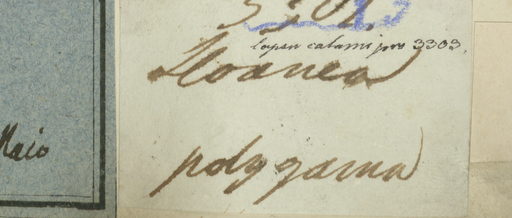 lapsu calami pro 3303.
Sloanea
polygama
Maio